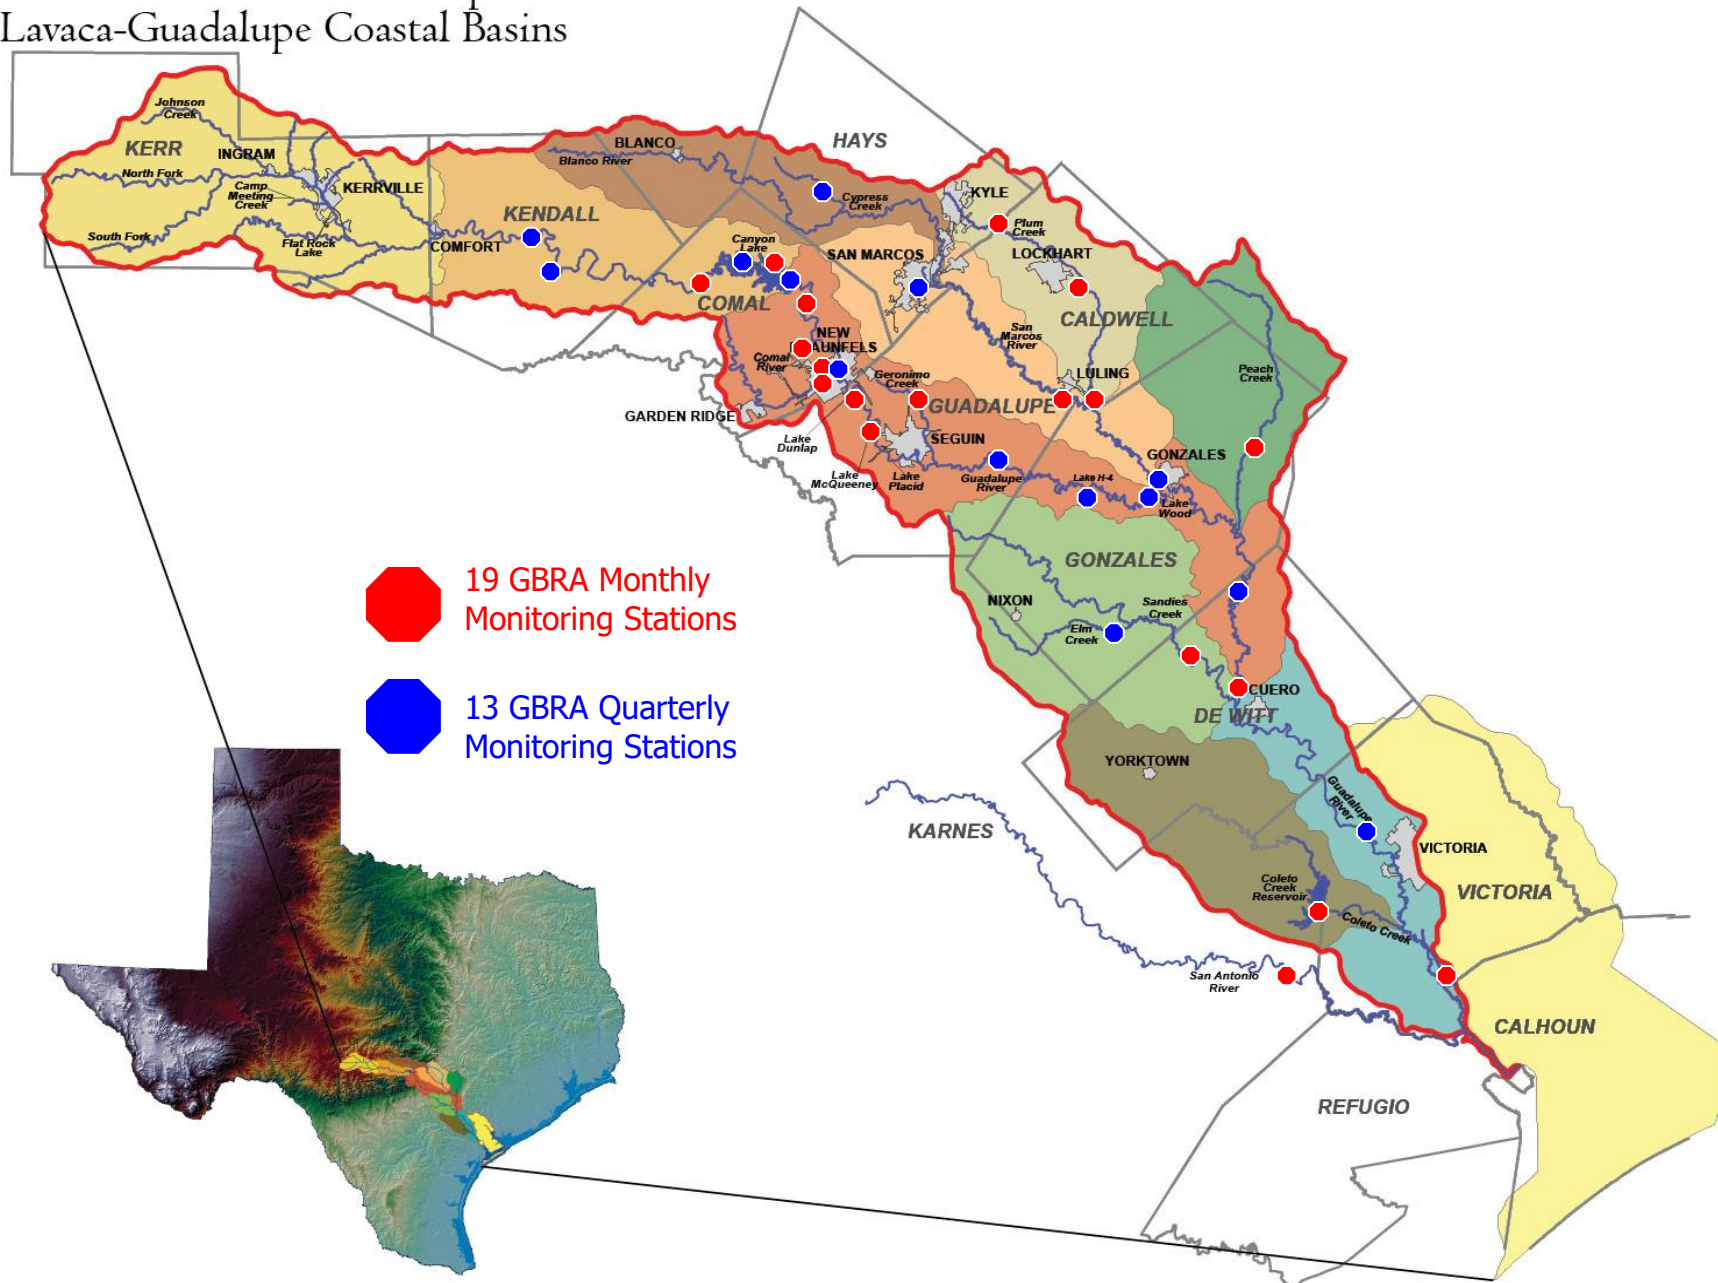 Lavaca-Guadalupe Coastal Basins
HAYS
Johnson
Creek
KERR
INGRAM
North Fork
Camp
Meeting
Creek
KERRVILLE
South Fork
Flat Rock
Lake
COMFORT
KENDALL
BLANCO
Blanco River
Cypress
Creek
KYLE
Plum
Creek
LOCKHART
Canyon
Lake
SAN MARCOS
COMAL
CALDWELL
San
Marcos
River
NEW
AUNFELS
Comal
River
Geronimo
Creek
LULING
Peach
Creek
GARDEN RIDGE
GUADALUPE
Lake
Dunlap
SEGUIN
Lake
McQueeney
Lake
Placid
Guadalupe
River
Lake H-4
GONZALES
Lake
Wood
GONZALES
NIXON
Sandies
Creek
Elm
Creek
19 GBRA Monthly
Monitoring Stations
13 GBRA Quarterly
Monitoring Stations
CUERO
DE WITT
YORKTOWN
Guadalupe
River
KARNES
VICTORIA
VICTORIA
Coleto
Creek
Reservoir
Coleto Creek
San Antonio
River
CALHOUN
REFUGIO